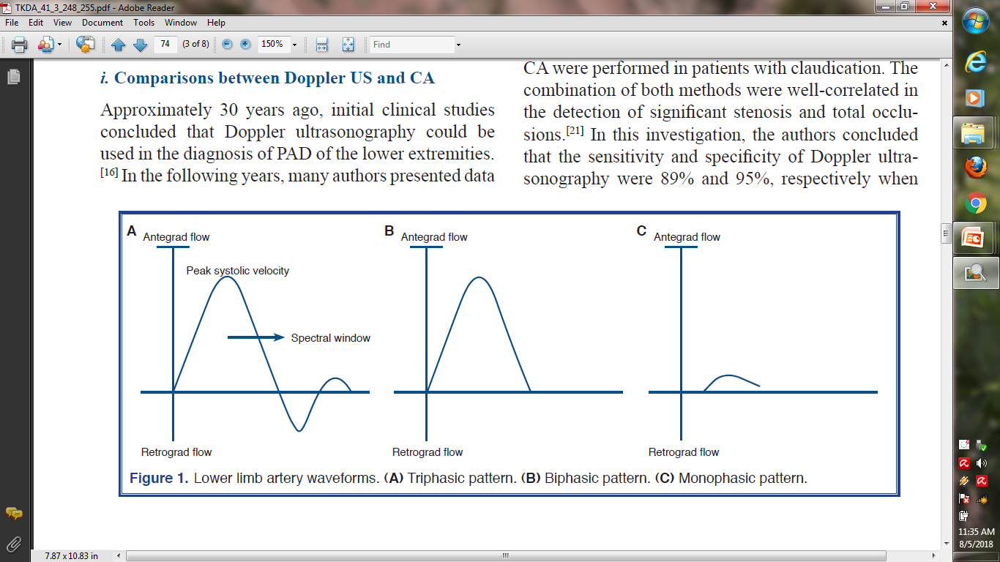 TKDA_41_3_248_255.pdf - Adobe Reader
File Edit View Document Tools Window Help
74 (3 of 8) 150% Find
i. Comparisons between Doppler US and CA
Approximately 30 years ago, initial clinical studies
concluded that Doppler ultrasonography could be
used in the diagnosis of PAD of the lower extremities.
[16] In the following years, many authors presented data
CA were performed in patients with claudication. The
combination of both methods were well-correlated in
the detection of significant stenosis and total occlu-
sions.[21] In this investigation, the authors concluded
that the sensitivity and specificity of Doppler ultra-
sonography were 89% and 95%, respectively when
A
Antegrad flow
Peak systolic velocity
Spectral window
Retrograd flow
B
Antegrad flow
Retrograd flow
C
Antegrad flow
Retrograd flow
Figure 1. Lower limb artery waveforms. (A) Triphasic pattern. (B) Biphasic pattern. (C) Monophasic pattern.
7.87 x 10.83 in
11:35 AM
8/5/2018